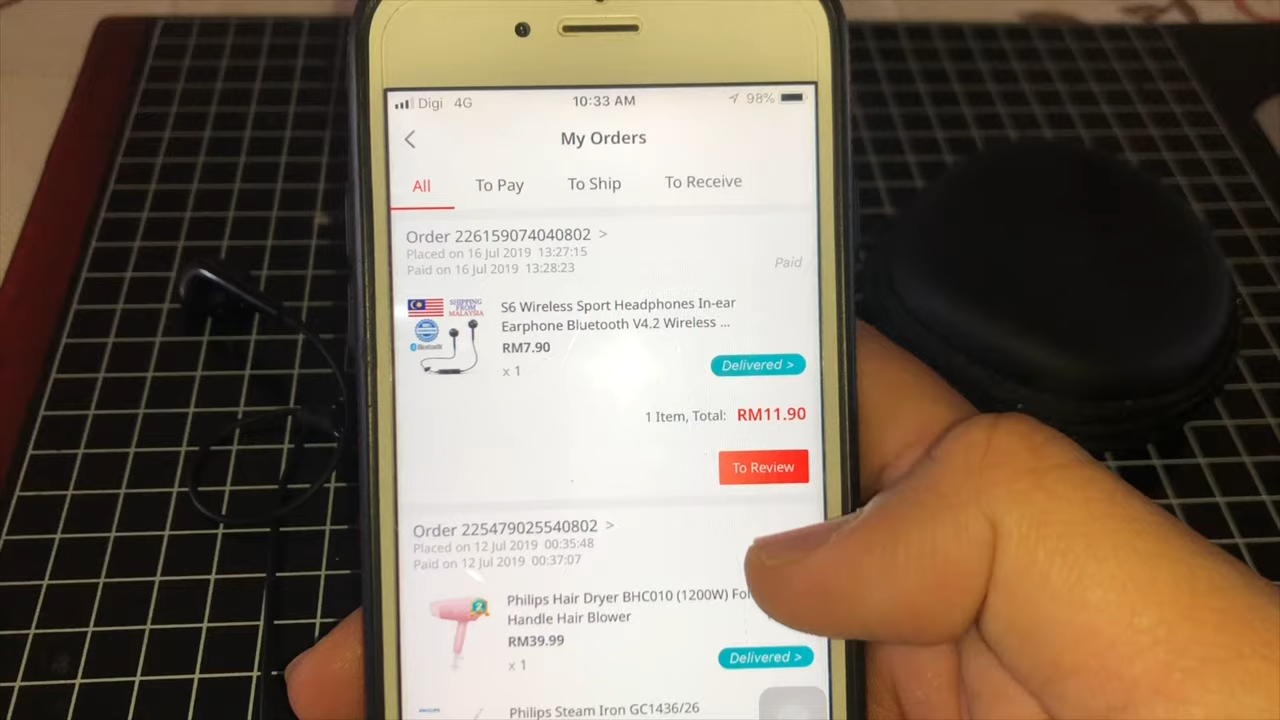 Digi 4G 10:33 AM 98%
My Orders
All To Pay To Ship To Receive
Order 226159074040802 >
Placed on 16 Jul 2019 13:27:15
Paid on 16 Jul 2019 13:28:23
Paid
SHIPPING
FROM
MALAYSIA
Bluetooth
S6 Wireless Sport Headphones In-ear
Earphone Bluetooth V4.2 Wireless ...
RM7.90
x 1
Delivered >
1 Item, Total: RM11.90
To Review
Order 225479025540802 >
Placed on 12 Jul 2019 00:35:48
Paid on 12 Jul 2019 00:37:07
2
Philips Hair Dryer BHC010 (1200W) Fol
Handle Hair Blower
RM39.99
x 1
Delivered >
Philips Steam Iron GC1436/26